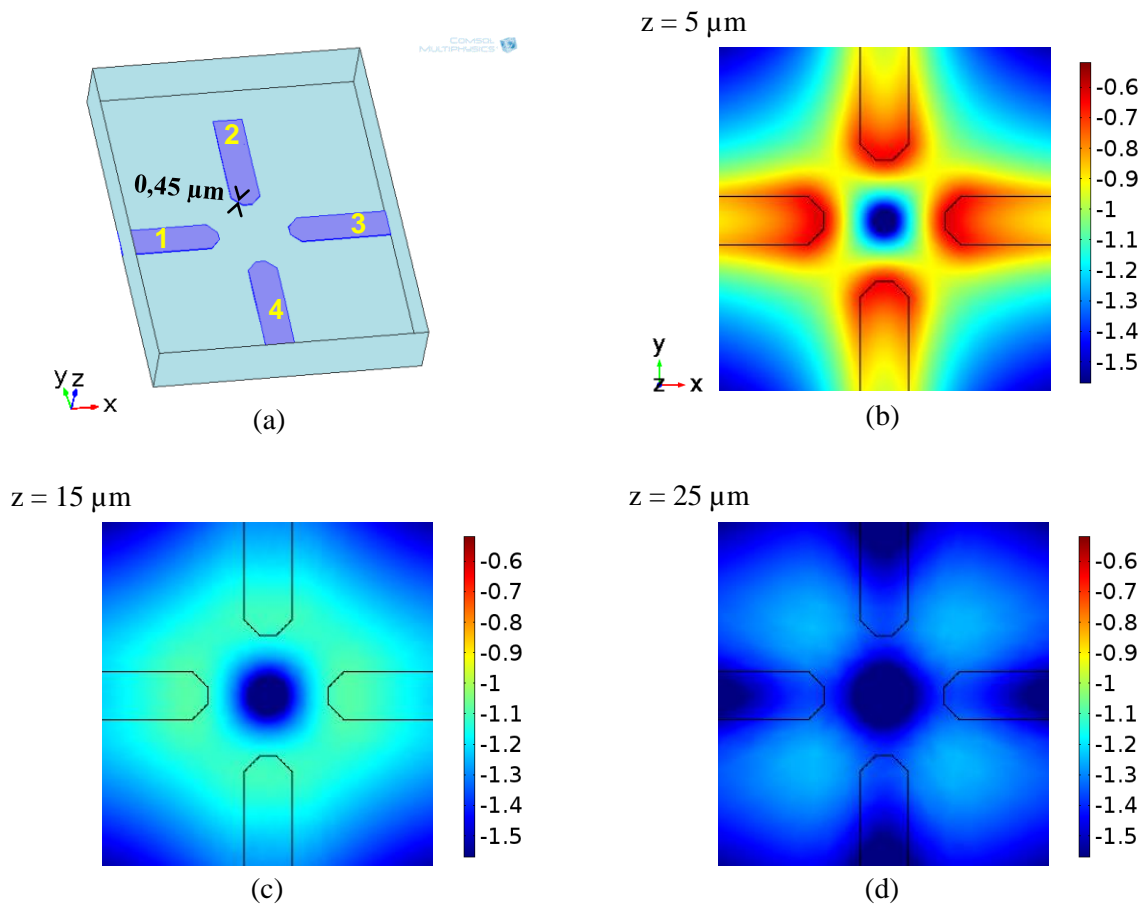 COMSOL
MULTIPHYSICS
2
0,45 µm
1
3
4
y z
x
(a)
z = 5 µm
-0.6
-0.7
-0.8
-0.9
-1
-1.1
-1.2
-1.3
-1.4
-1.5
y
z x
(b)
z = 15 µm
-0.6
-0.7
-0.8
-0.9
-1
-1.1
-1.2
-1.3
-1.4
-1.5
(c)
z = 25 µm
-0.6
-0.7
-0.8
-0.9
-1
-1.1
-1.2
-1.3
-1.4
-1.5
(d)